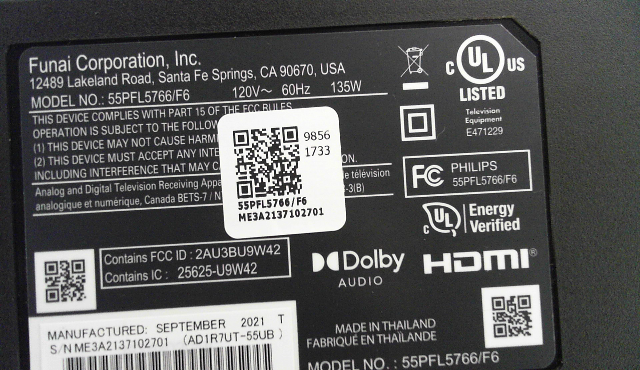 Funai Corporation, Inc.
12489 Lakeland Road, Santa Fe Springs, CA 90670, USA
MODEL NO.: 55PFL5766/F6 120V~ 60Hz 135W
THIS DEVICE COMPLIES WITH PART 15 OF THE FCC RULES
OPERATION IS SUBJECT TO THE
(1) THIS DEVICE MAY NOT CAUSE
(2) THIS DEVICE MUST ACCEPT ANY
INCLUDING INTERFERENCE THAT MAY
Analog and Digital Television Receiving
télévision
analogique et numérique, Canada BETS-7 /
-3(B)
9856
1733
55PFL5766/F6
ME3A2137102701
C UL US
LISTED
Television
Equipment
E471229
FC PHILIPS
55PFL5766/F6
C UL Energy
Verified
Contains FCC ID : 2AU3BU9W42
Contains IC : 25625-U9W42
Dolby
AUDIO
HDMI®
MANUFACTURED: SEPTEMBER 2021 T
S/N ME3A2137102701 (AD1R7UT-55UB )
MADE IN THAILAND
FABRIQUÉ EN THAÏLANDE
MODEL NO.: 55PFL5766/F6